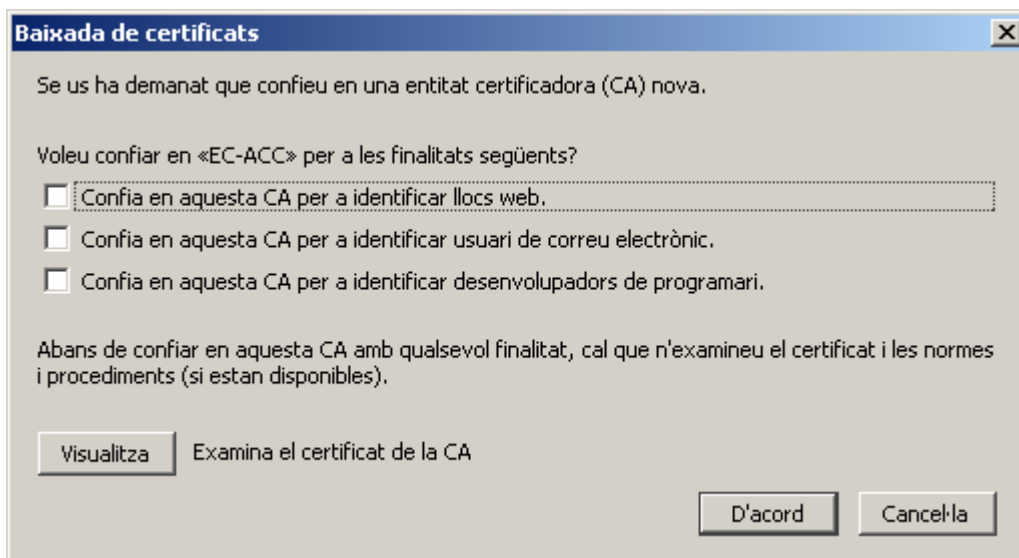 Baixada de certificats
Se us ha demanat que confieu en una entitat certificadora (CA) nova.
Voleu confiar en «EC-ACC» per a les finalitats següents?
Confia en aquesta CA per a identificar llocs web.
Confia en aquesta CA per a identificar usuari de correu electrònic.
Confia en aquesta CA per a identificar desenvolupadors de programari.
Abans de confiar en aquesta CA amb qualsevol finalitat, cal que n'examineu el certificat i les normes
i procediments (si estan disponibles).
Visualitza Examina el certificat de la CA
D'acord Cancel·la